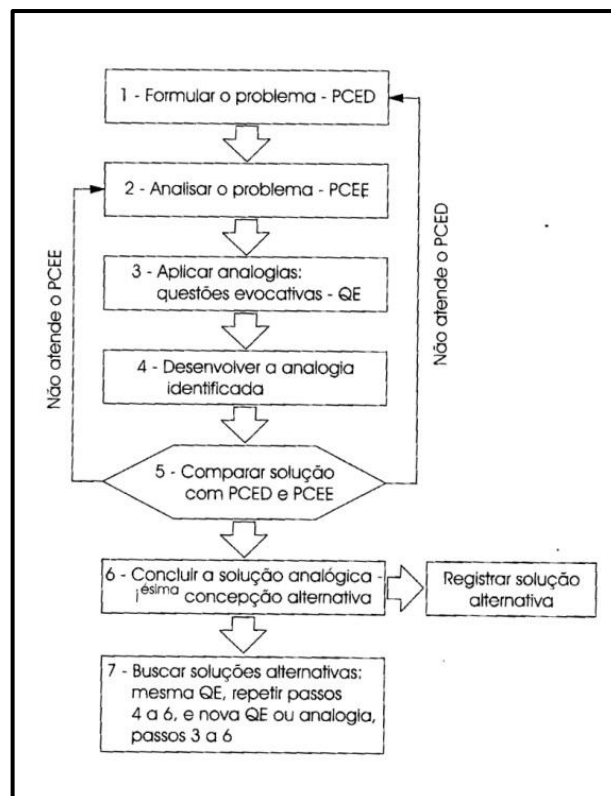 1 - Formular o problema - PCED
2 - Analisar o problema - PCEE
3 - Aplicar analogias:
questões evocativas - QE
4 - Desenvolver a analogia
identificada
5 - Comparar solução
com PCED e PCEE
Não atende o PCEE
Não atende o PCED
6 - Concluir a solução analógica -
iésima concepção alternativa
Registrar solução
alternativa
7 - Buscar soluções alternativas:
mesma QE, repetir passos
4 a 6, e nova QE ou analogia,
passos 3 a 6